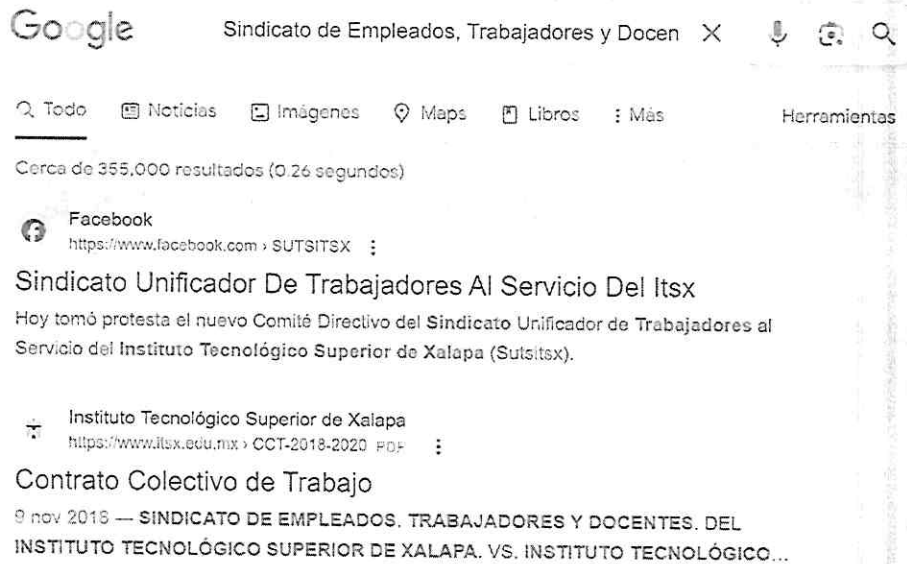 Google
Sindicato de Empleados, Trabajadores y Docen
Todo Noticias Imágenes Maps Libros Más Herramientas
Cerca de 355,000 resultados (0.26 segundos)
Facebook
https://www.facebook.com › SUTSITSX
Sindicato Unificador De Trabajadores Al Servicio Del Itsx
Hoy tomó protesta el nuevo Comité Directivo del Sindicato Unificador de Trabajadores al
Servicio del Instituto Tecnológico Superior de Xalapa (Sutsitsx).
Instituto Tecnológico Superior de Xalapa
https://www.itsx.edu.mx › CCT-2018-2020 PDF
Contrato Colectivo de Trabajo
9 nov 2018 — SINDICATO DE EMPLEADOS. TRABAJADORES Y DOCENTES. DEL
INSTITUTO TECNOLÓGICO SUPERIOR DE XALAPA. VS. INSTITUTO TECNOLÓGICO...